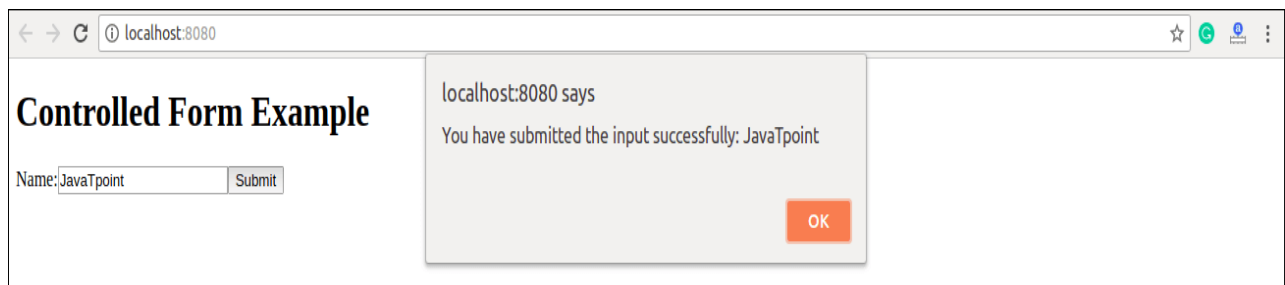 localhost:8080
localhost:8080 says
You have submitted the input successfully: JavaTpoint
OK
Controlled Form Example
Name: JavaTpoint Submit